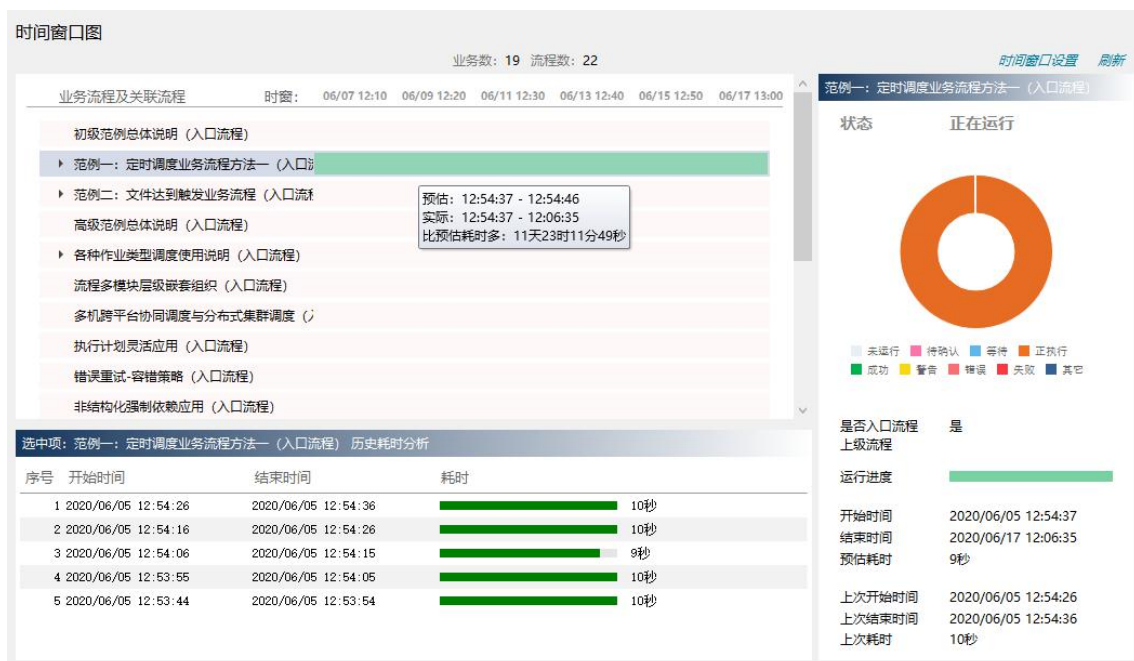 时间窗口图
业务数: 19 流程数: 22
时间窗口设置 刷新
业务流程及关联流程 时窗: 06/07 12:10 06/09 12:20 06/11 12:30 06/13 12:40 06/15 12:50 06/17 13:00
初级范例总体说明 (入口流程)
范例一: 定时调度业务流程方法一 (入口流
范例二: 文件达到触发业务流程 (入口流程
高级范例总体说明 (入口流程)
各种作业类型调度使用说明 (入口流程)
流程多模块层级嵌套组织 (入口流程)
多机跨平台协同调度与分布式集群调度 (入
执行计划灵活应用 (入口流程)
错误重试-容错策略 (入口流程)
非结构化强制依赖应用 (入口流程)
预估: 12:54:37 - 12:54:46
实际: 12:54:37 - 12:06:35
比预估耗时多: 11天23时11分49秒
选中项: 范例一: 定时调度业务流程方法一 (入口流程) 历史耗时分析
序号 开始时间 结束时间 耗时
1 2020/06/05 12:54:26 2020/06/05 12:54:36 10秒
2 2020/06/05 12:54:16 2020/06/05 12:54:26 10秒
3 2020/06/05 12:54:06 2020/06/05 12:54:15 9秒
4 2020/06/05 12:53:55 2020/06/05 12:54:05 10秒
5 2020/06/05 12:53:44 2020/06/05 12:53:54 10秒
范例一: 定时调度业务流程方法一 (入口流程)
状态 正在运行
未运行 待确认 等待 正执行
成功 警告 错误 失败 其它
是否入口流程 是
上级流程
运行进度
开始时间 2020/06/05 12:54:37
结束时间 2020/06/17 12:06:35
预估耗时 9秒
上次开始时间 2020/06/05 12:54:26
上次结束时间 2020/06/05 12:54:36
上次耗时 10秒